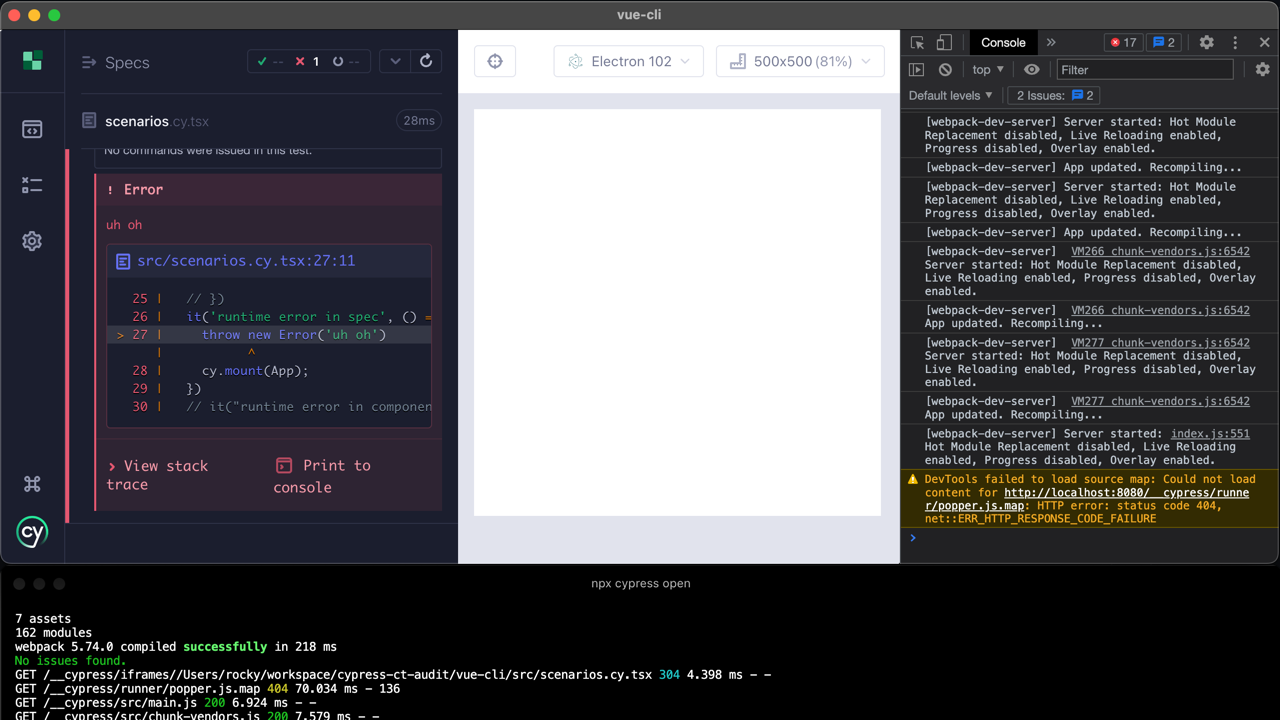 vue-cli
Specs
-- 1 --
Electron 102
500x500 (81%)
scenarios.cy.tsx
28ms
No commands were issued in this test.
! Error
uh oh
src/scenarios.cy.tsx:27:11
25 | // })
26 | it('runtime error in spec', () =
> 27 | throw new Error('uh oh')
| ^
28 | cy.mount(App);
29 | })
30 | // it("runtime error in componen
> View stack trace
Print to console
cy
Console
»
17
2
top
Filter
Default levels
2 Issues: 2
[webpack-dev-server] Server started: Hot Module
Replacement disabled, Live Reloading enabled,
Progress disabled, Overlay enabled.
[webpack-dev-server] App updated. Recompiling...
[webpack-dev-server] Server started: Hot Module
Replacement disabled, Live Reloading enabled,
Progress disabled, Overlay enabled.
[webpack-dev-server] App updated. Recompiling...
[webpack-dev-server] VM266 chunk-vendors.js:6542
Server started: Hot Module Replacement disabled,
Live Reloading enabled, Progress disabled, Overlay
enabled.
[webpack-dev-server] VM266 chunk-vendors.js:6542
App updated. Recompiling...
[webpack-dev-server] VM277 chunk-vendors.js:6542
Server started: Hot Module Replacement disabled,
Live Reloading enabled, Progress disabled, Overlay
enabled.
[webpack-dev-server] VM277 chunk-vendors.js:6542
App updated. Recompiling...
[webpack-dev-server] Server started: index.js:551
Hot Module Replacement disabled, Live Reloading
enabled, Progress disabled, Overlay enabled.
DevTools failed to load source map: Could not load
content for http://localhost:8080/__cypress/runne
r/popper.js.map: HTTP error: status code 404,
net::ERR_HTTP_RESPONSE_CODE_FAILURE
>
npx cypress open
7 assets
162 modules
webpack 5.74.0 compiled successfully in 218 ms
No issues found.
GET /__cypress/iframes//Users/rocky/workspace/cypress-ct-audit/vue-cli/src/scenarios.cy.tsx 304 4.398 ms - -
GET /__cypress/runner/popper.js.map 404 70.034 ms - 136
GET /__cypress/src/main.js 200 6.924 ms - -
GET /__cypress/src/chunk-vendors.js 200 7.579 ms - -